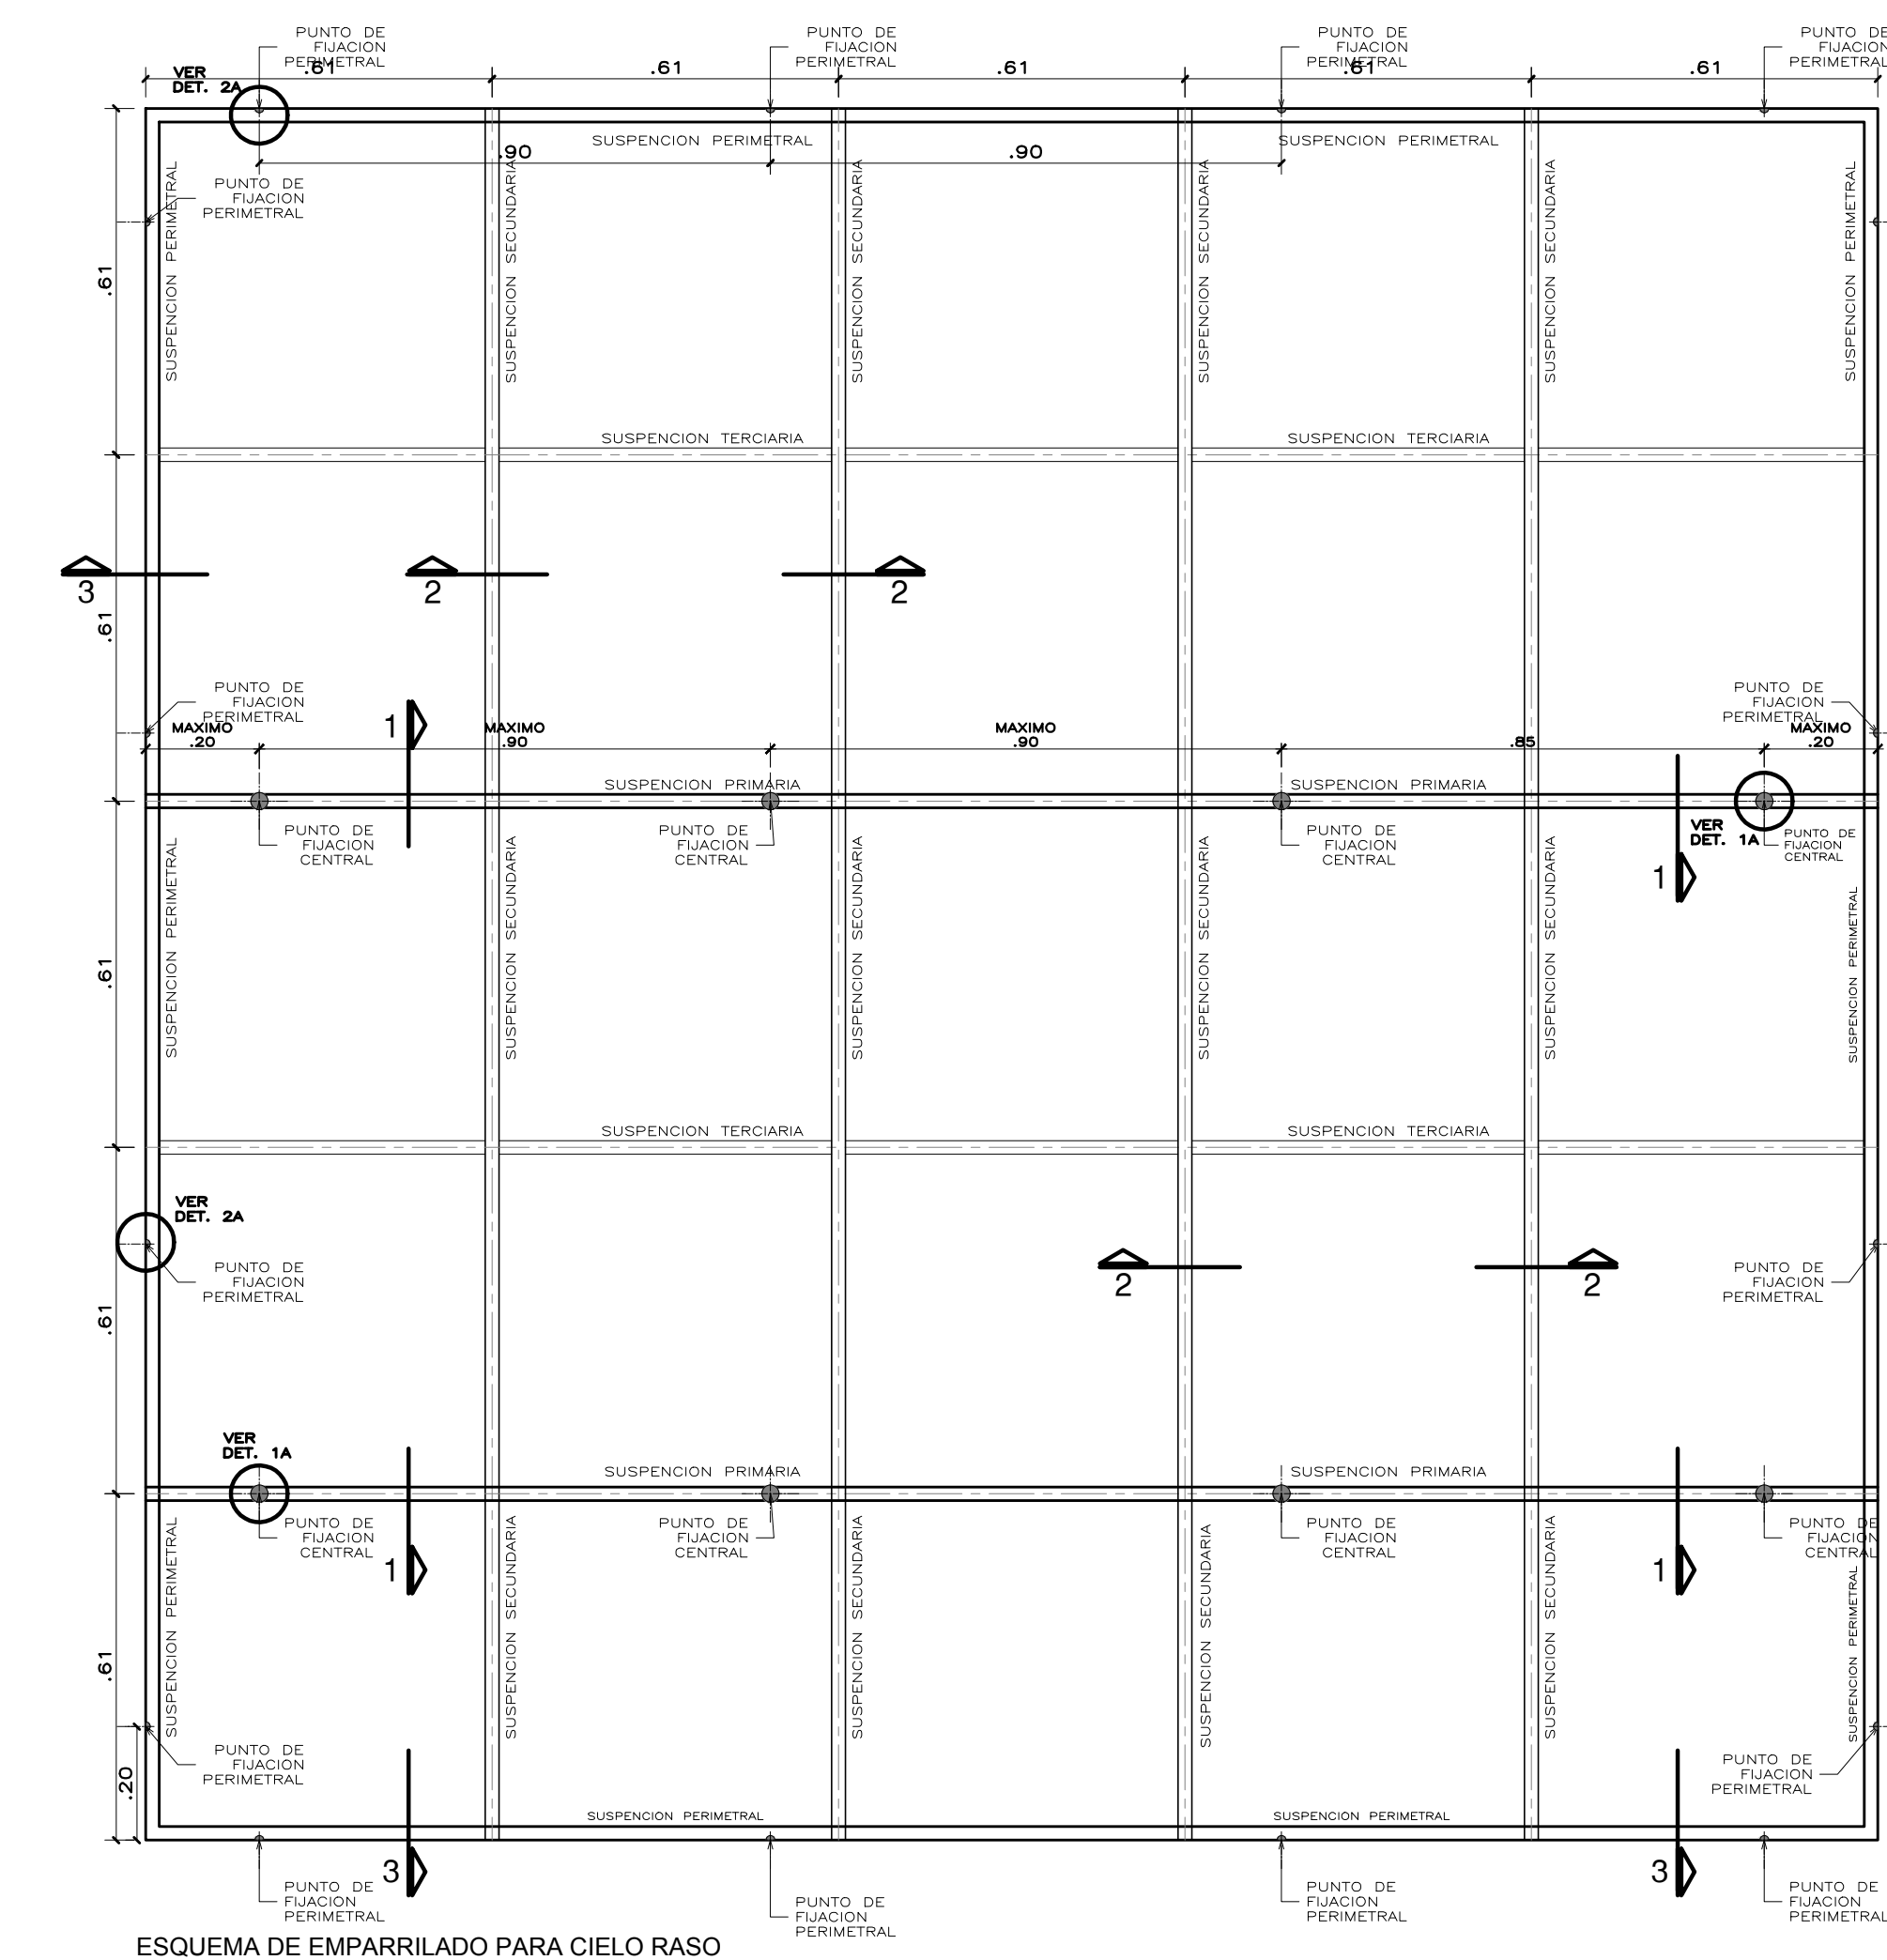 PUNTO DE
FIJACION
PERIMETRAL
PUNTO DE
FIJACION
PERIMETRAL
PUNTO DE
FIJACION
PERIMETRAL
PUNTO DE
FIJACION
PERIMETRAL
.61
.61
.61
.61
.61
VER
DET. 2A
SUSPENCION PERIMETRAL
SUSPENCION PERIMETRAL
.90
.90
PUNTO DE
FIJACION
PERIMETRAL
SUSPENCION PERIMETRAL
SUSPENCION SECUNDARIA
SUSPENCION SECUNDARIA
SUSPENCION SECUNDARIA
SUSPENCION SECUNDARIA
SUSPENCION PERIMETRAL
.61
SUSPENCION TERCIARIA
SUSPENCION TERCIARIA
3
2
2
.61
PUNTO DE
FIJACION
PERIMETRAL
PUNTO DE
FIJACION
PERIMETRAL
1
MAXIMO
.20
MAXIMO
.90
MAXIMO
.90
.85
MAXIMO
.20
SUSPENCION PRIMARIA
SUSPENCION PRIMARIA
PUNTO DE
FIJACION
CENTRAL
PUNTO DE
FIJACION
CENTRAL
PUNTO DE
FIJACION
CENTRAL
VER
DET. 1A
PUNTO DE
FIJACION
CENTRAL
1
SUSPENCION PERIMETRAL
SUSPENCION SECUNDARIA
SUSPENCION SECUNDARIA
SUSPENCION SECUNDARIA
SUSPENCION SECUNDARIA
SUSPENCION PERIMETRAL
.61
SUSPENCION TERCIARIA
SUSPENCION TERCIARIA
VER
DET. 2A
PUNTO DE
FIJACION
PERIMETRAL
2
2
PUNTO DE
FIJACION
PERIMETRAL
.61
VER
DET. 1A
SUSPENCION PRIMARIA
SUSPENCION PRIMARIA
PUNTO DE
FIJACION
CENTRAL
PUNTO DE
FIJACION
CENTRAL
PUNTO DE
FIJACION
CENTRAL
PUNTO DE
FIJACION
CENTRAL
1
1
SUSPENCION PERIMETRAL
SUSPENCION SECUNDARIA
SUSPENCION SECUNDARIA
SUSPENCION SECUNDARIA
SUSPENCION SECUNDARIA
SUSPENCION PERIMETRAL
.61
PUNTO DE
FIJACION
PERIMETRAL
PUNTO DE
FIJACION
PERIMETRAL
.20
SUSPENCION PERIMETRAL
SUSPENCION PERIMETRAL
3
3
PUNTO DE
FIJACION
PERIMETRAL
PUNTO DE
FIJACION
PERIMETRAL
PUNTO DE
FIJACION
PERIMETRAL
PUNTO DE
FIJACION
PERIMETRAL
ESQUEMA DE EMPARRILADO PARA CIELO RASO